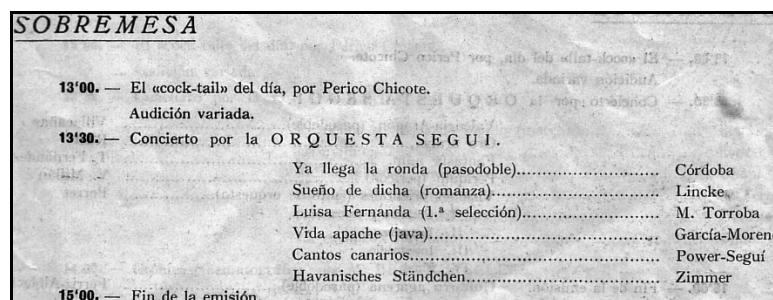 SOBREMESA
13'00. — El «cock-tail» del día, por Perico Chicote.
Audición variada.
13'30. — Concierto por la ORQUESTA SEGUI.
Ya llega la ronda (pasodoble)........................... Córdoba
Sueño de dicha (romanza)................................ Lincke
Luisa Fernanda (1.ª selección).......................... M. Torroba
Vida apache (java)...................................... García-Moren
Cantos canarios......................................... Power-Seguí
Havanisches Ständchen................................... Zimmer
15'00. — Fin de la emisión.